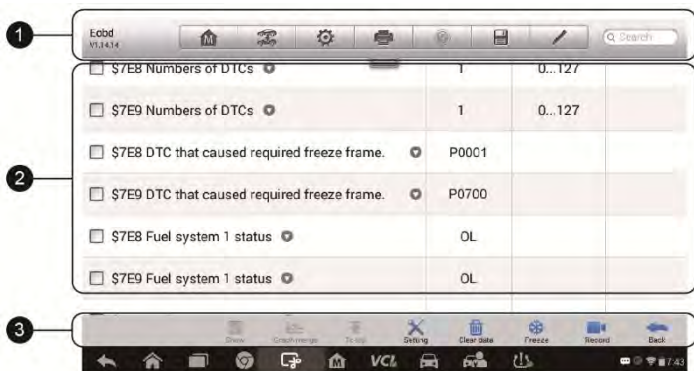 1
Eobd
V1.14.14
M
Search
2
$7E8 Numbers of DTCs 1 0...127
$7E9 Numbers of DTCs 1 0...127
$7E8 DTC that caused required freeze frame. P0001
$7E9 DTC that caused required freeze frame. P0700
$7E8 Fuel system 1 status OL
$7E9 Fuel system 1 status OL
3
Show Graph merge To top Setting Clear data Freeze Record Back
M VCI 7:43